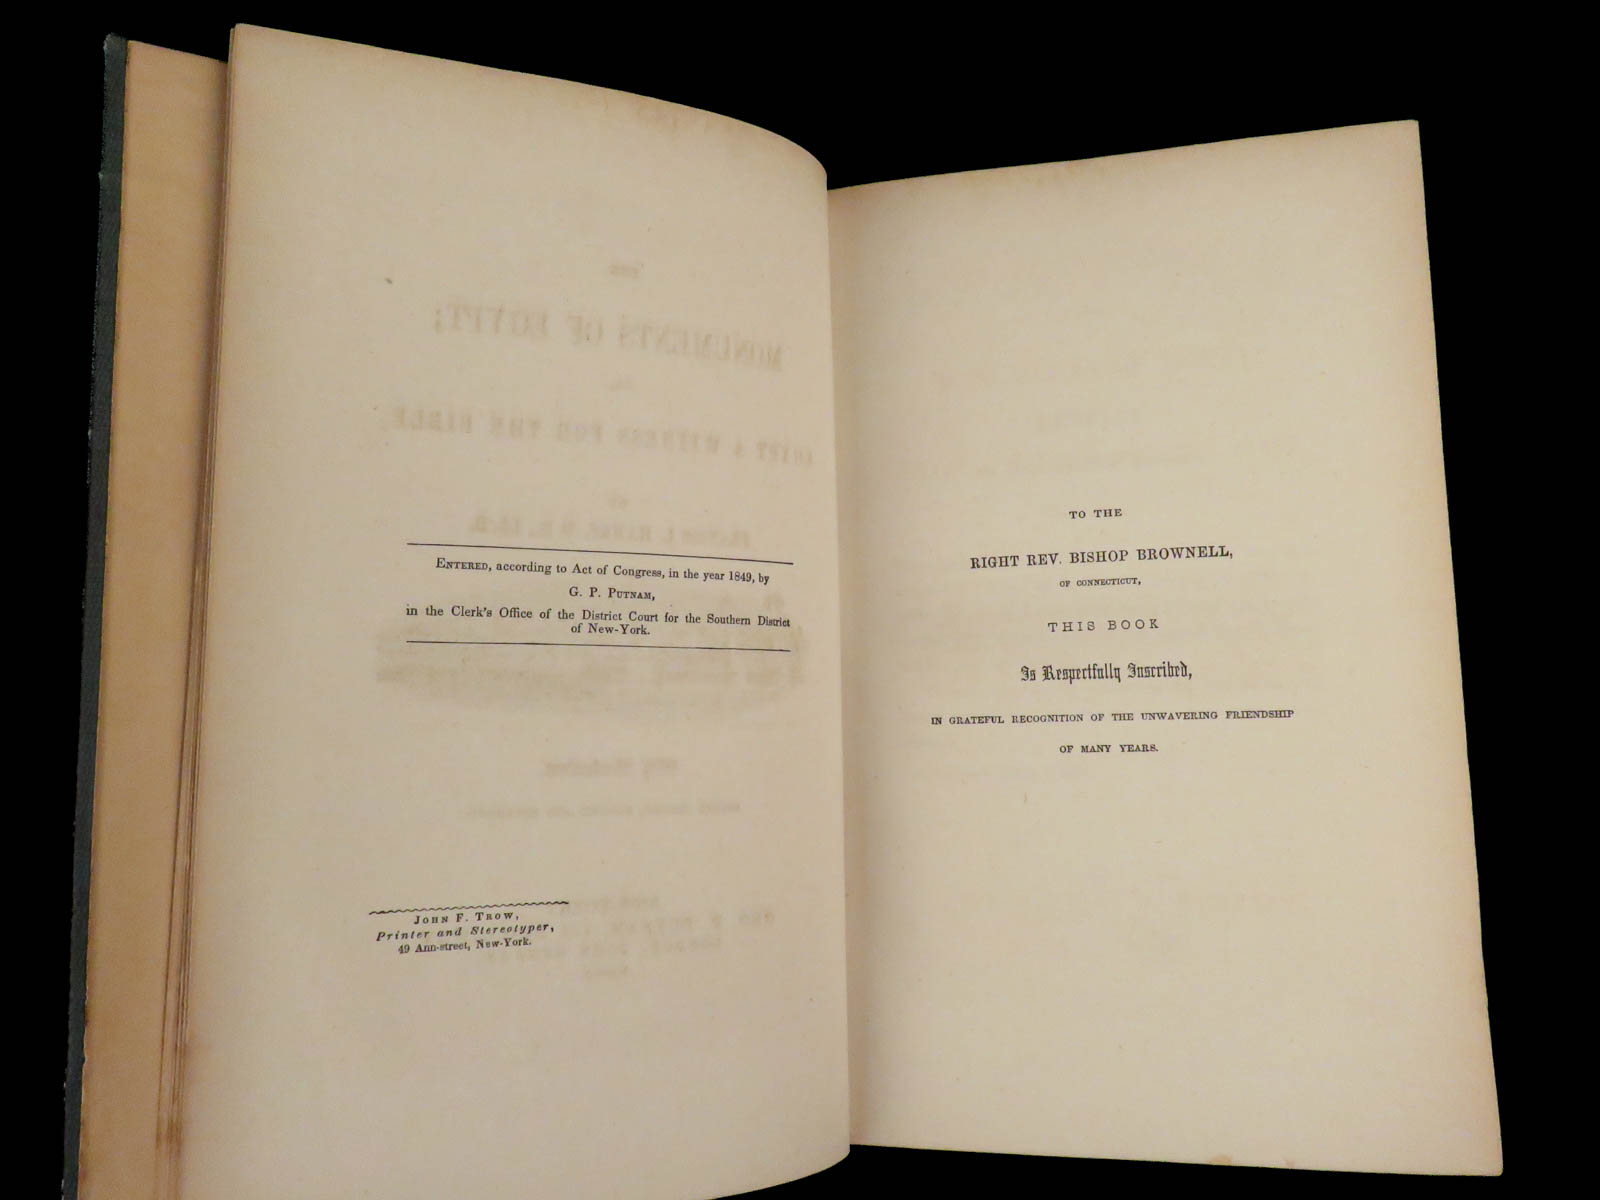 Entered, according to Act of Congress, in the year 1849, by
G. P. Putnam,
in the Clerk's Office of the District Court for the Southern District
of New-York.
John F. Trow,
Printer and Stereotyper,
49 Ann-street, New-York.
TO THE
RIGHT REV. BISHOP BROWNELL,
OF CONNECTICUT,
THIS BOOK
Is Respectfully Inscribed,
IN GRATEFUL RECOGNITION OF THE UNWAVERING FRIENDSHIP
OF MANY YEARS.